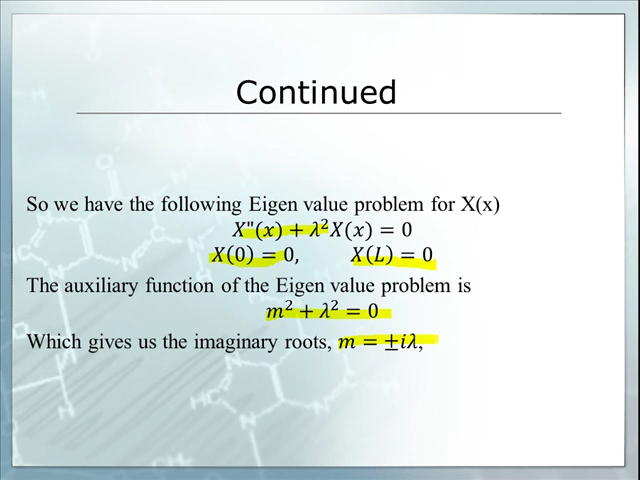 Continued
So we have the following Eigen value problem for X(x)
X"(x) + λ²X(x) = 0
X(0) = 0, X(L) = 0
The auxiliary function of the Eigen value problem is
m² + λ² = 0
Which gives us the imaginary roots, m = ±iλ,